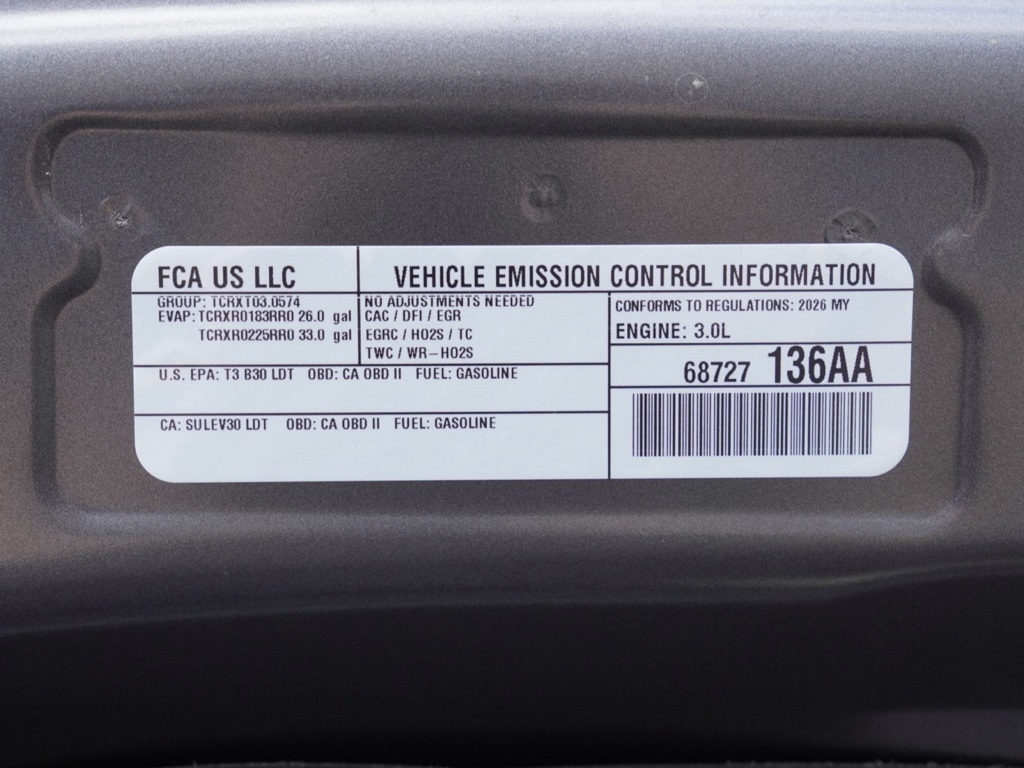 FCA US LLC
VEHICLE EMISSION CONTROL INFORMATION
GROUP: TCRXT03.0574
EVAP: TCRXR0183RR0 26.0 gal
TCRXR0225RR0 33.0 gal
NO ADJUSTMENTS NEEDED
CAC / DFI / EGR
EGRC / HO2S / TC
TWC / WR-HO2S
CONFORMS TO REGULATIONS: 2026 MY
ENGINE: 3.0L
68727 136AA
U.S. EPA: T3 B30 LDT OBD: CA OBD II FUEL: GASOLINE
CA: SULEV30 LDT OBD: CA OBD II FUEL: GASOLINE